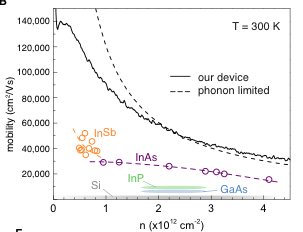 B
140,000
T = 300 K
120,000
100,000
our device
80,000
phonon limited
60,000
InSb
40,000
InAs
20,000
InP
Si
GaAs
0
1
2
3
4
mobility (cm²/Vs)
n (x10¹² cm⁻²)